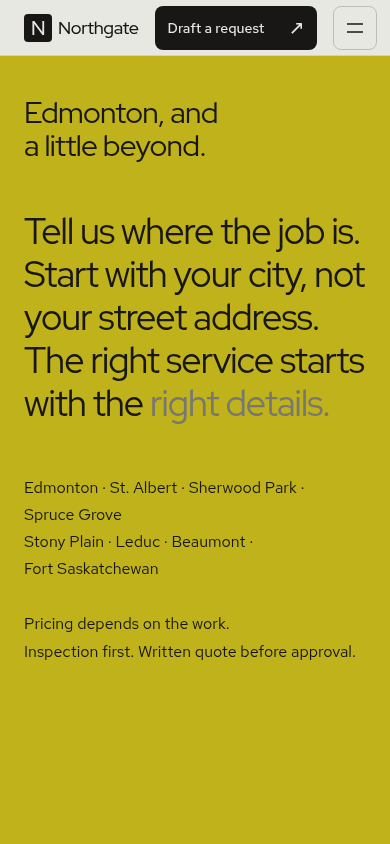 N Northgate
Draft a request ↗
Edmonton, and
a little beyond.
Tell us where the job is.
Start with your city, not
your street address.
The right service starts
with the right details.
Edmonton · St. Albert · Sherwood Park ·
Spruce Grove
Stony Plain · Leduc · Beaumont ·
Fort Saskatchewan
Pricing depends on the work.
Inspection first. Written quote before approval.